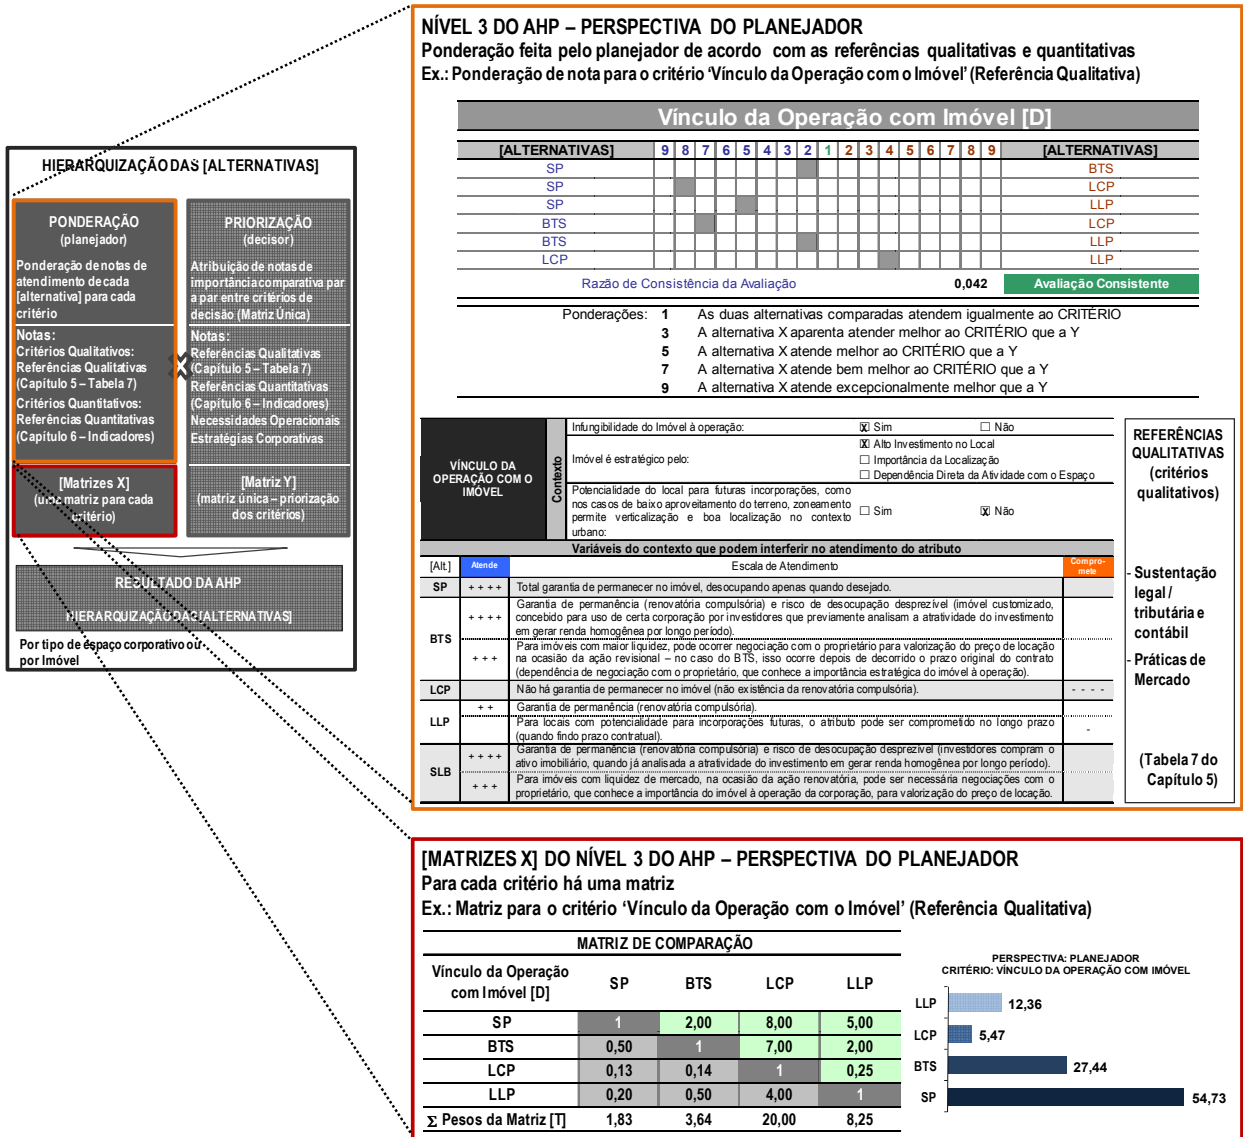 NÍVEL 3 DO AHP – PERSPECTIVA DO PLANEJADOR
Ponderação feita pelo planejador de acordo com as referências qualitativas e quantitativas
Ex.: Ponderação de nota para o critério 'Vínculo da Operação com o Imóvel' (Referência Qualitativa)
Vínculo da Operação com Imóvel [D]
[ALTERNATIVAS] 9 8 7 6 5 4 3 2 1 2 3 4 5 6 7 8 9 [ALTERNATIVAS]
SP BTS
SP LCP
SP LLP
BTS LCP
BTS LLP
LCP LLP
Razão de Consistência da Avaliação 0,042 Avaliação Consistente
Ponderações: 1 As duas alternativas comparadas atendem igualmente ao CRITÉRIO
3 A alternativa X aparenta atender melhor ao CRITÉRIO que a Y
5 A alternativa X atende melhor ao CRITÉRIO que a Y
7 A alternativa X atende bem melhor ao CRITÉRIO que a Y
9 A alternativa X atende excepcionalmente melhor que a Y
HIERARQUIZAÇÃO DAS [ALTERNATIVAS]
PONDERAÇÃO
(planejador)
Ponderação de notas de
atendimento de cada
[alternativa] para cada
critério
Notas:
Critérios Qualitativos:
Referências Qualitativas
(Capítulo 5 – Tabela 7)
Critérios Quantitativos:
Referências Quantitativas
(Capítulo 6 – Indicadores)
[Matrizes X]
(uma matriz para cada
critério)
PRIORIZAÇÃO
(decisor)
Atribuição de notas de
importância comparativa par
a par entre critérios de
decisão (Matriz Única)
Notas:
Referências Qualitativas
(Capítulo 5 – Tabela 7)
Referências Quantitativas
(Capítulo 6 – Indicadores)
Necessidades Operacionais
Estratégias Corporativas
[Matriz Y]
(matriz única – priorização
dos critérios)
RESULTADO DA AHP
HIERARQUIZAÇÃO DAS [ALTERNATIVAS]
Por tipo de espaço corporativo ou
por Imóvel
VÍNCULO DA
OPERAÇÃO COM O
IMÓVEL
Contexto
Infungibilidade do Imóvel à operação: X Sim ☐ Não
Imóvel é estratégico pelo:
X Alto Investimento no Local
☐ Importância da Localização
☐ Dependência Direta da Atividade com o Espaço
Potencialidade do local para futuras incorporações, como
nos casos de baixo aproveitamento do terreno, zoneamento
permite verticalização e boa localização no contexto
urbano:
☐ Sim X Não
Variáveis do contexto que podem interferir no atendimento do atributo
[Alt.] Atende Escala de Atendimento Compro-
mete
SP + + + + Total garantia de permanecer no imóvel, desocupando apenas quando desejado.
BTS
+ + + + Garantia de permanência (renovatória compulsória) e risco de desocupação desprezível (imóvel customizado,
concebido para uso de certa corporação por investidores que previamente analisam a atratividade do investimento
em gerar renda homogênea por longo período).
+ + + Para imóveis com maior liquidez, pode ocorrer negociação com o proprietário para valorização do preço de locação
na ocasião da ação revisional – no caso do BTS, isso ocorre depois de decorrido o prazo original do contrato
(dependência de negociação com o proprietário, que conhece a importância estratégica do imóvel à operação).
LCP Não há garantia de permanecer no imóvel (não existência da renovatória compulsória). - - - -
LLP
+ + Garantia de permanência (renovatória compulsória).
Para locais com potencialidade para incorporações futuras, o atributo pode ser comprometido no longo prazo
(quando findo prazo contratual). -
SLB
+ + + + Garantia de permanência (renovatória compulsória) e risco de desocupação desprezível (investidores compram o
ativo imobiliário, quando já analisada a atratividade do investimento em gerar renda homogênea por longo período).
+ + + Para imóveis com liquidez de mercado, na ocasião da ação renovatória, pode ser necessária negociações com o
proprietário, que conhece a importância do imóvel à operação da corporação, para valorização do preço de locação.
REFERÊNCIAS
QUALITATIVAS
(critérios
qualitativos)
- Sustentação
legal /
tributária e
contábil
- Práticas de
Mercado
(Tabela 7 do
Capítulo 5)
[MATRIZES X] DO NÍVEL 3 DO AHP – PERSPECTIVA DO PLANEJADOR
Para cada critério há uma matriz
Ex.: Matriz para o critério 'Vínculo da Operação com o Imóvel' (Referência Qualitativa)
MATRIZ DE COMPARAÇÃO
Vínculo da Operação
com Imóvel [D] SP BTS LCP LLP
SP 1 2,00 8,00 5,00
BTS 0,50 1 7,00 2,00
LCP 0,13 0,14 1 0,25
LLP 0,20 0,50 4,00 1
Σ Pesos da Matriz [T] 1,83 3,64 20,00 8,25
PERSPECTIVA: PLANEJADOR
CRITÉRIO: VÍNCULO DA OPERAÇÃO COM IMÓVEL
LLP 12,36
LCP 5,47
BTS 27,44
SP 54,73